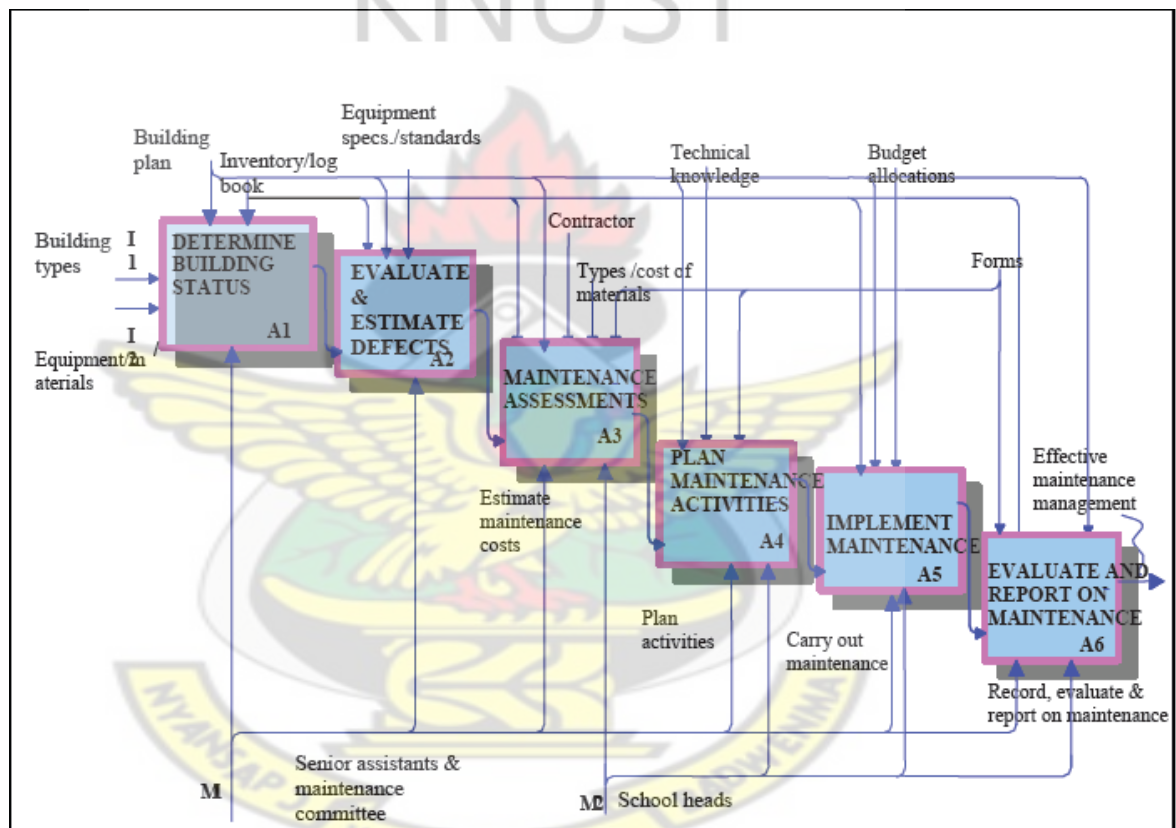 KNUST
Building
plan
Equipment
specs./standards
Inventory/log
book
Technical
knowledge
Budget
allocations
Contractor
Types /cost of
materials
Forms
Building
types
I
1
I
2
Equipment/m
aterials
DETERMINE
BUILDING
STATUS
A1
EVALUATE
&
ESTIMATE
DEFECTS
A2
MAINTENANCE
ASSESSMENTS
A3
PLAN
MAINTENANCE
ACTIVITIES
A4
IMPLEMENT
MAINTENANCE
A5
EVALUATE AND
REPORT ON
MAINTENANCE
A6
Effective
maintenance
management
Estimate
maintenance
costs
Plan
activities
Carry out
maintenance
Record, evaluate &
report on maintenance
M1
Senior assistants &
maintenance
committee
M2
School heads
NYANSAPO
ADWENMA